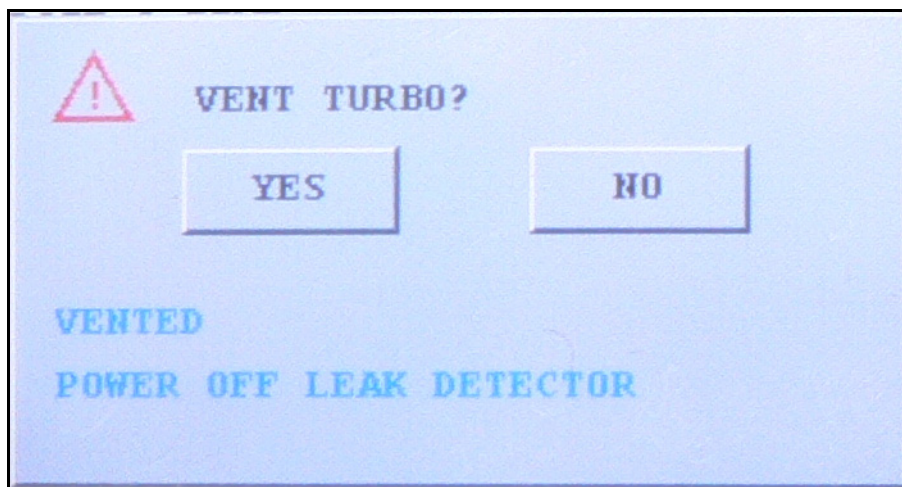 VENT TURBO?
YES NO
VENTED
POWER OFF LEAK DETECTOR